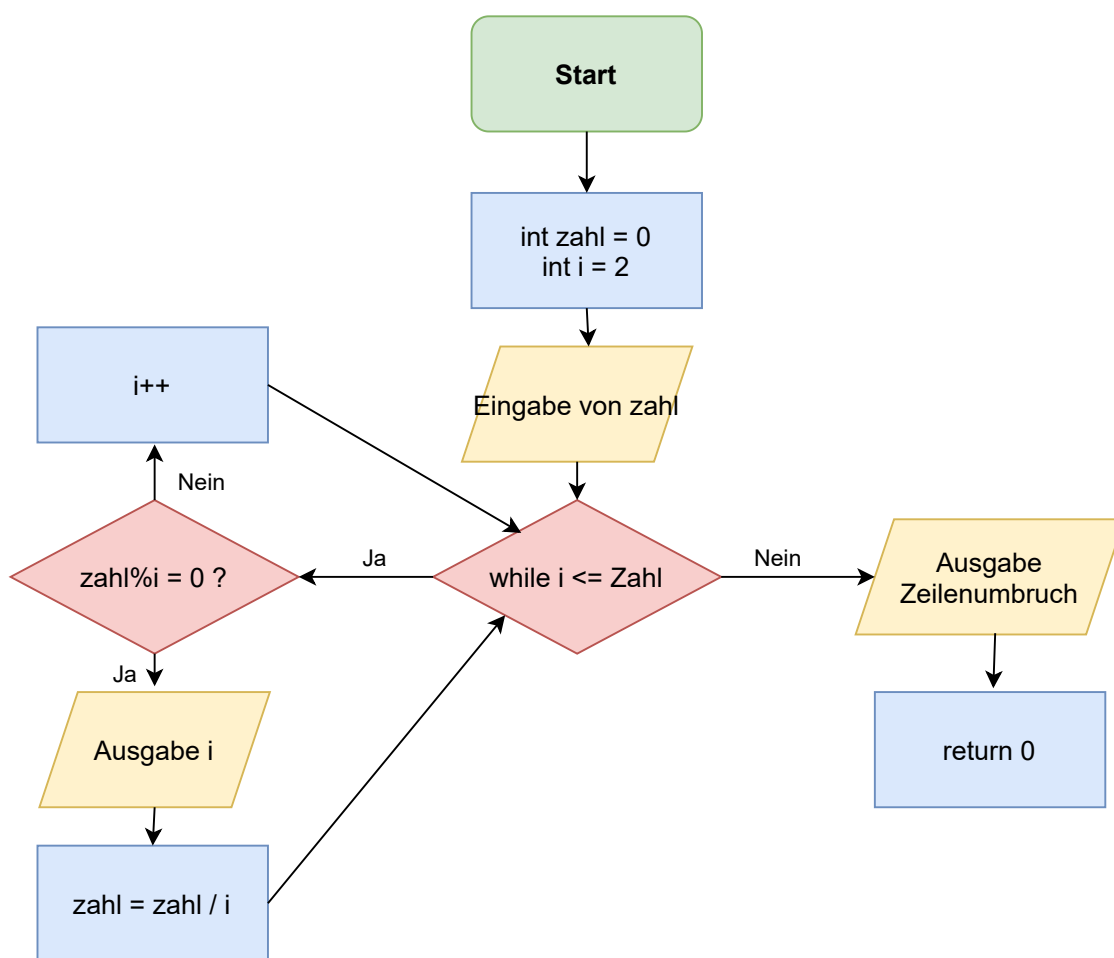 Start
int zahl = 0
int i = 2
i++
Eingabe von zahl
Nein
zahl%i = 0 ?
Ja
while i <= Zahl
Nein
Ausgabe
Zeilenumbruch
Ja
Ausgabe i
return 0
zahl = zahl / i